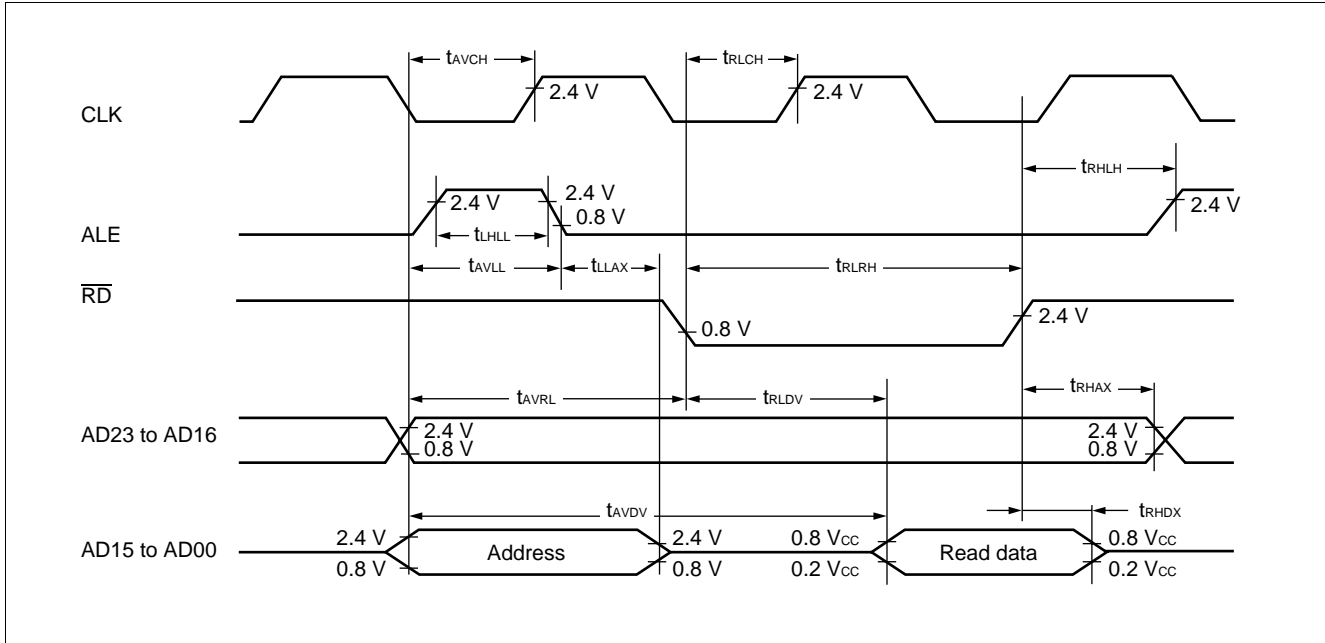 tAVCH
tRLCH
CLK
2.4 V
2.4 V
tRHLH
2.4 V
2.4 V
0.8 V
2.4 V
ALE
tLHLL
tAVLL
tLLAX
tRLRH
RD
0.8 V
2.4 V
tAVRL
tRLDV
tRHAX
AD23 to AD16
2.4 V
0.8 V
2.4 V
0.8 V
tAVDV
tRHDX
AD15 to AD00
2.4 V
0.8 V
Address
2.4 V
0.8 V
0.8 VCC
0.2 VCC
Read data
0.8 VCC
0.2 VCC